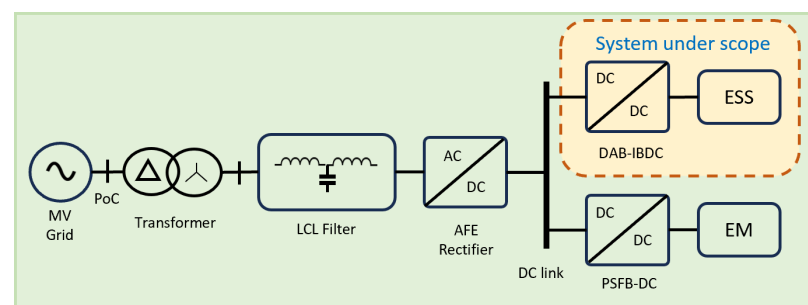 System under scope
DC
DC
ESS
DAB-IBDC
MV
Grid
PoC
Transformer
LCL Filter
AC
DC
AFE
Rectifier
DC link
DC
DC
EM
PSFB-DC